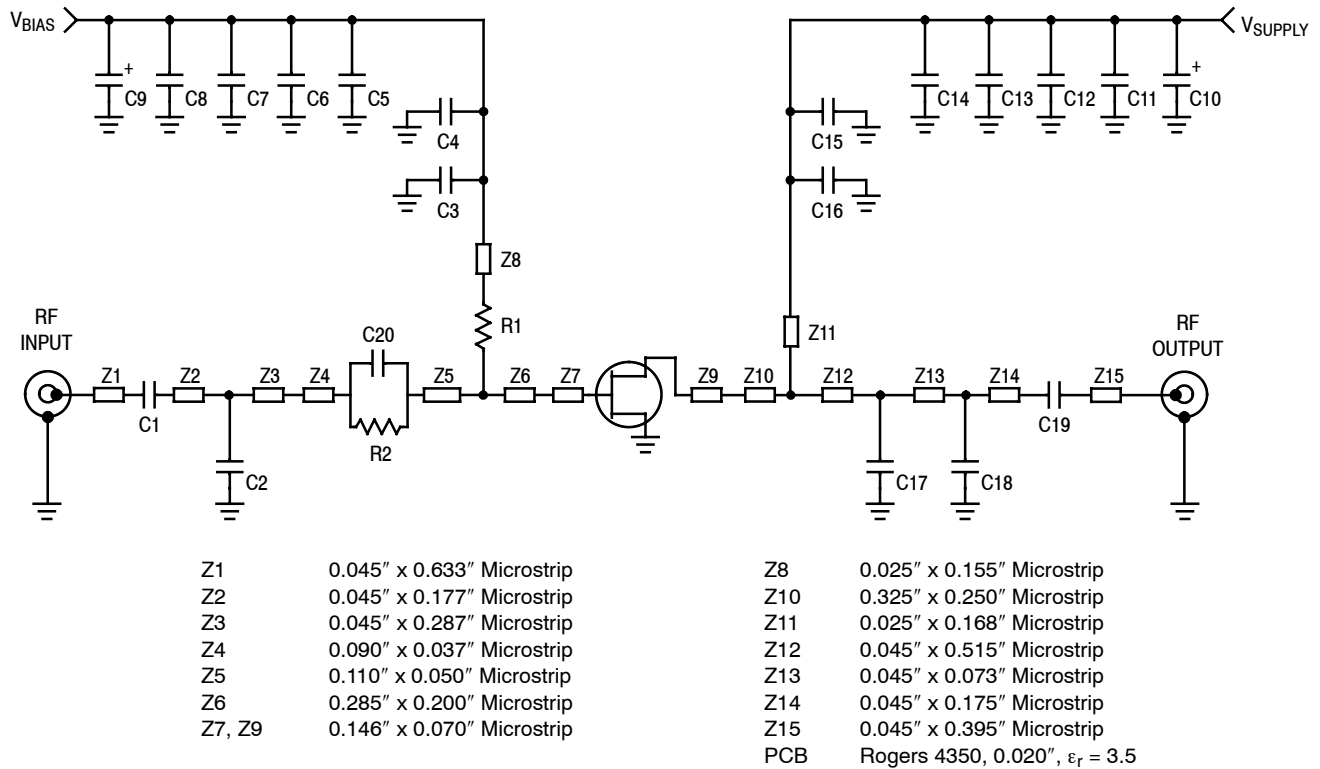 VBIAS
VSUPPLY
+
C9
C8
C7
C6
C5
C14
C13
C12
C11
+
C10
C4
C15
C3
C16
Z8
R1
Z11
RF
INPUT
C20
RF
OUTPUT
Z1
Z2
Z3
Z4
Z5
Z6
Z7
Z9
Z10
Z12
Z13
Z14
Z15
C1
C19
R2
C2
C17
C18
Z1 0.045″ x 0.633″ Microstrip
Z2 0.045″ x 0.177″ Microstrip
Z3 0.045″ x 0.287″ Microstrip
Z4 0.090″ x 0.037″ Microstrip
Z5 0.110″ x 0.050″ Microstrip
Z6 0.285″ x 0.200″ Microstrip
Z7, Z9 0.146″ x 0.070″ Microstrip
Z8 0.025″ x 0.155″ Microstrip
Z10 0.325″ x 0.250″ Microstrip
Z11 0.025″ x 0.168″ Microstrip
Z12 0.045″ x 0.515″ Microstrip
Z13 0.045″ x 0.073″ Microstrip
Z14 0.045″ x 0.175″ Microstrip
Z15 0.045″ x 0.395″ Microstrip
PCB Rogers 4350, 0.020″, εr = 3.5